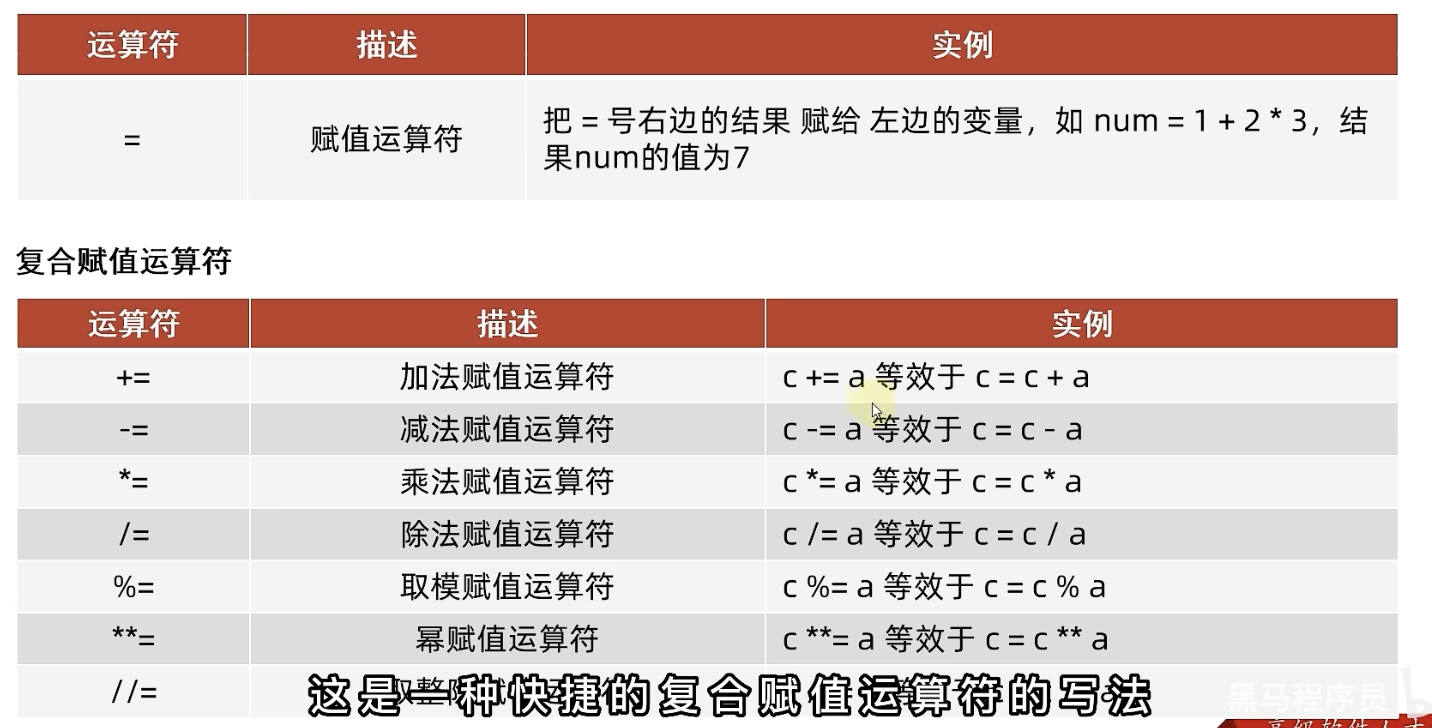 运算符 描述 实例
= 赋值运算符 把 = 号右边的结果 赋给 左边的变量，如 num = 1 + 2 * 3，结
果num的值为7
复合赋值运算符
运算符 描述 实例
+= 加法赋值运算符 c += a 等效于 c = c + a
-= 减法赋值运算符 c -= a 等效于 c = c - a
*= 乘法赋值运算符 c *= a 等效于 c = c * a
/= 除法赋值运算符 c /= a 等效于 c = c / a
%= 取模赋值运算符 c %= a 等效于 c = c % a
**= 幂赋值运算符 c **= a 等效于 c = c ** a
//=
这是一种快捷的复合赋值运算符的写法
黑马程序员